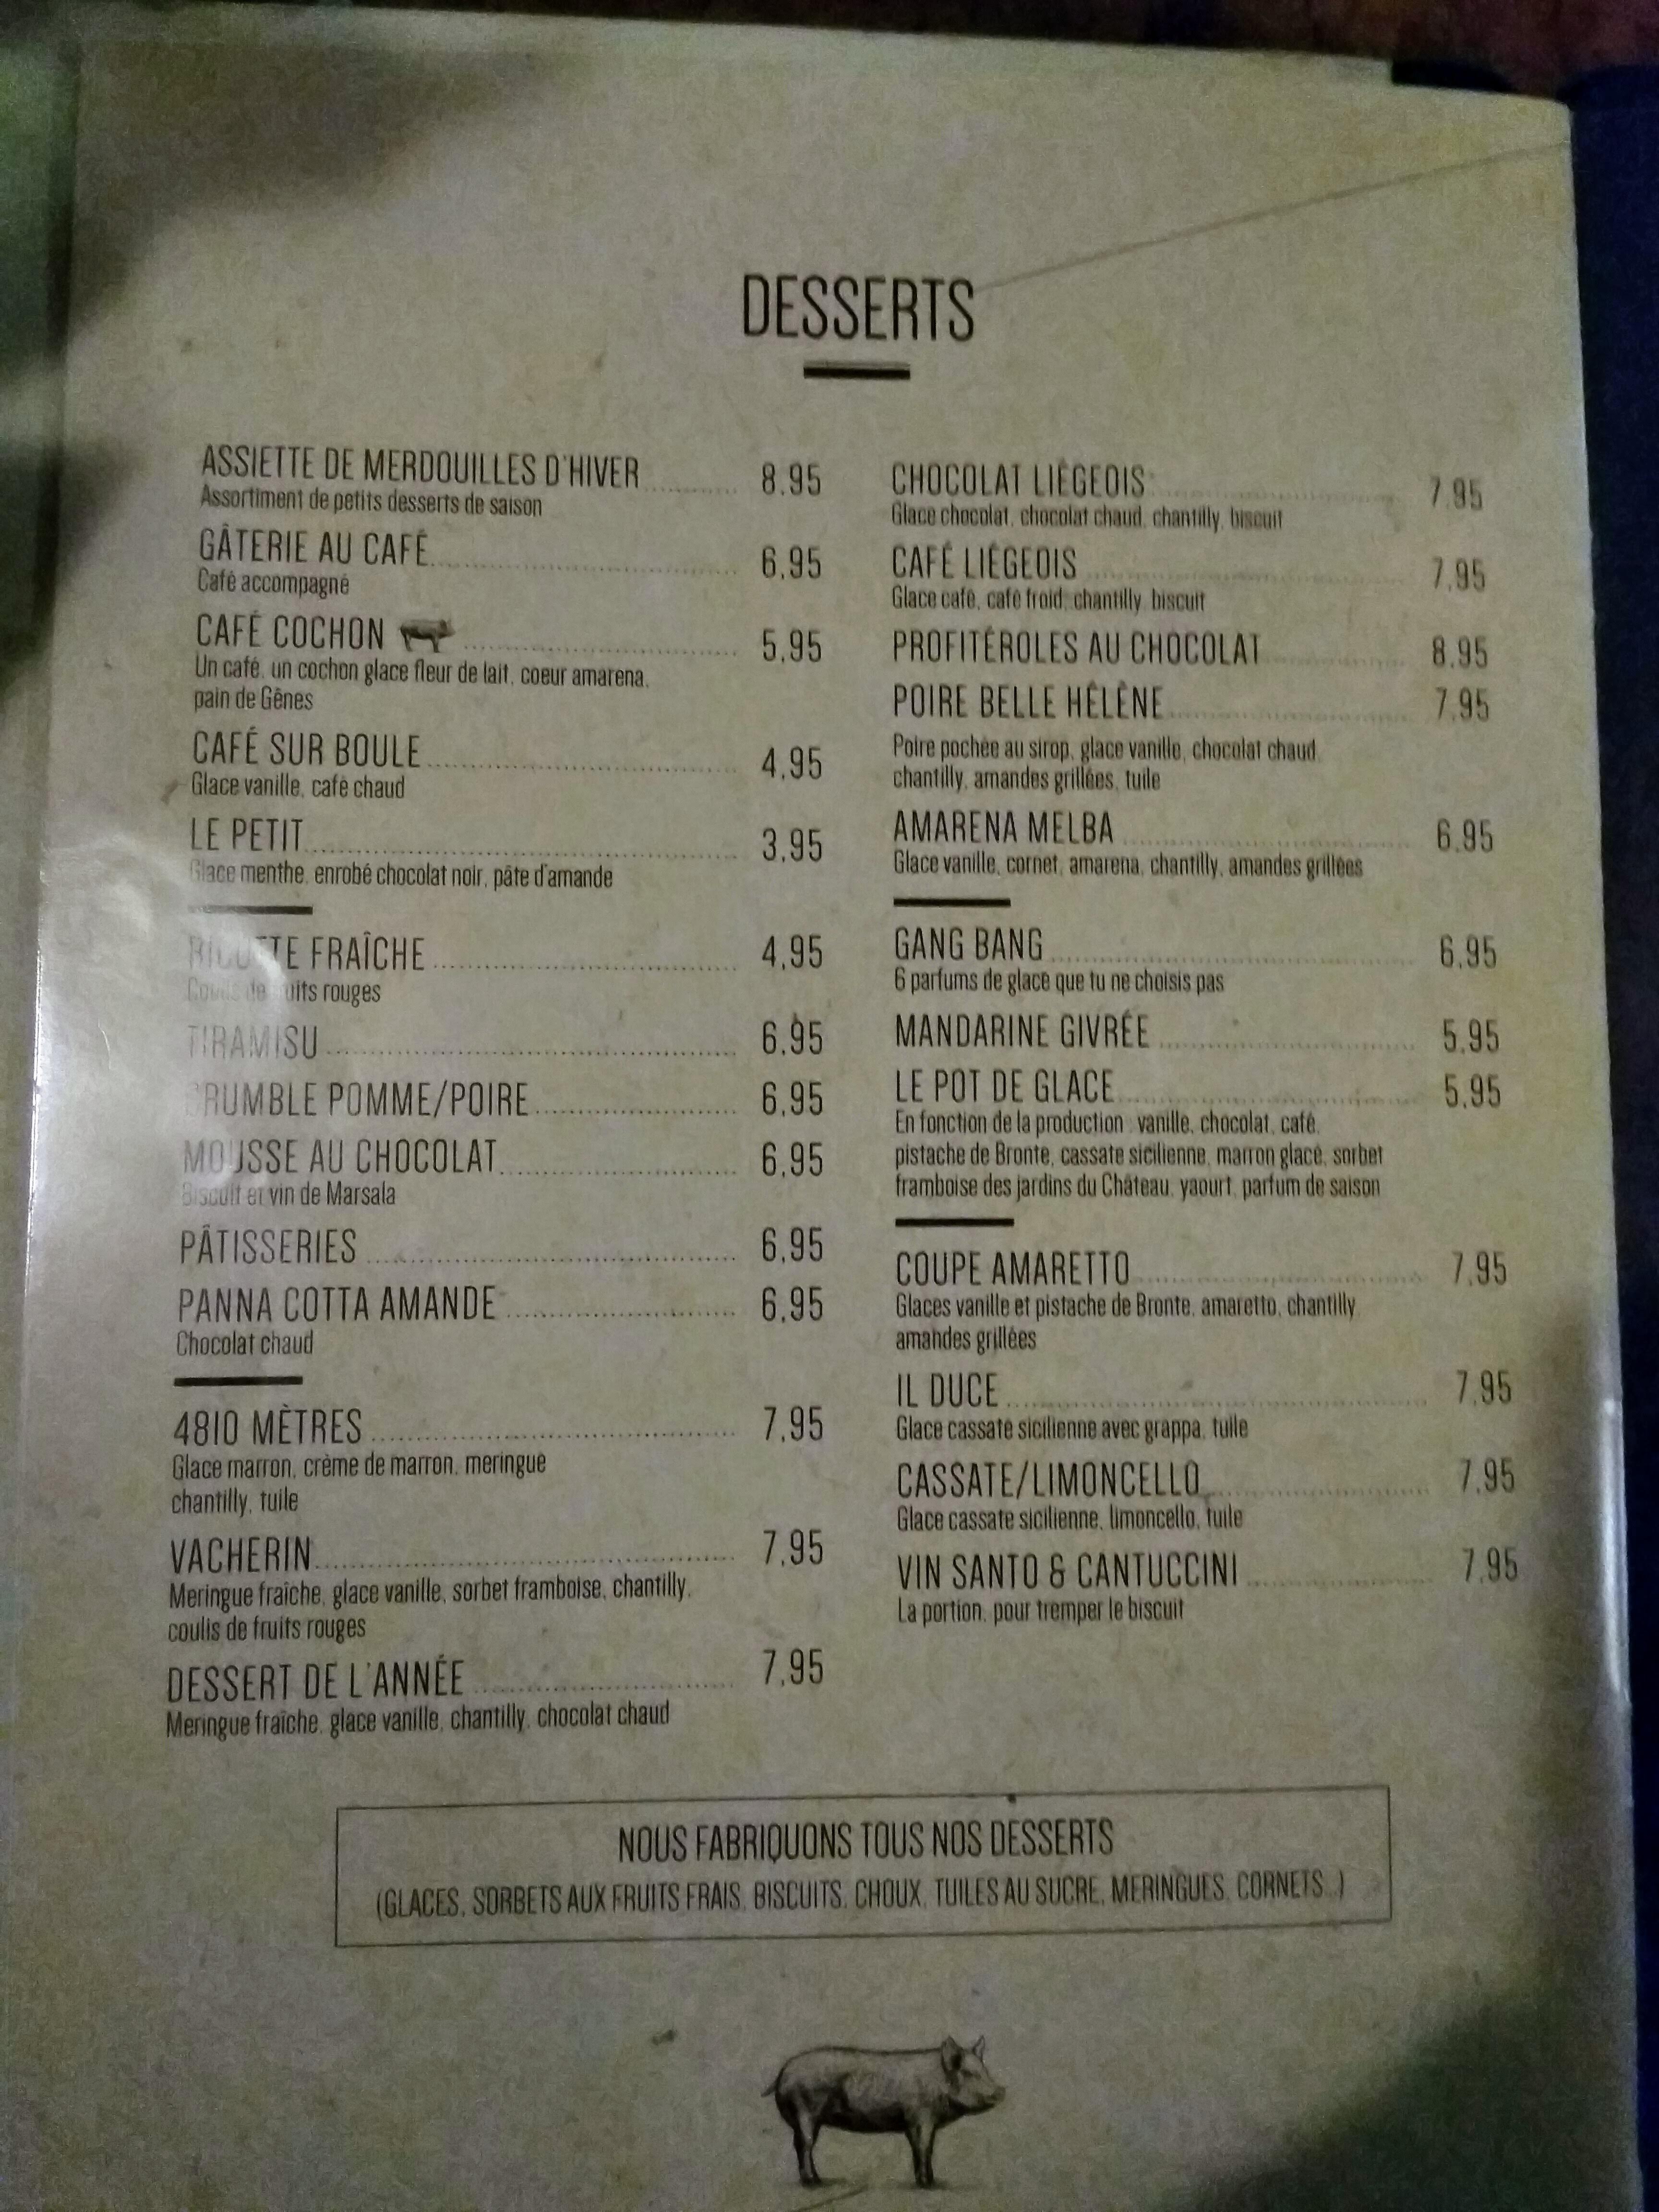 DESSERTS
ASSIETTE DE MERDOUILLES D'HIVER 8.95
Assortiment de petits desserts de saison
GÂTERIE AU CAFÉ 6.95
Café accompagné
CAFÉ COCHON 5.95
Un café, un cochon glace fleur de lait, coeur amarena,
pain de Gênes
CAFÉ SUR BOULE 4.95
Glace vanille, café chaud
LE PETIT 3.95
Glace menthe, enrobé chocolat noir, pâte d'amande
RICOTTE FRAÎCHE 4.95
Coulis de fruits rouges
TIRAMISU 6.95
CRUMBLE POMME/POIRE 6.95
MOUSSE AU CHOCOLAT 6.95
Biscuit et vin de Marsala
PÂTISSERIES 6.95
PANNA COTTA AMANDE 6.95
Chocolat chaud
4810 MÈTRES 7.95
Glace marron, crème de marron, meringue
chantilly, tuile
VACHERIN 7.95
Meringue fraîche, glace vanille, sorbet framboise, chantilly,
coulis de fruits rouges
DESSERT DE L'ANNÉE 7.95
Meringue fraîche, glace vanille, chantilly, chocolat chaud
CHOCOLAT LIÉGEOIS 7.95
Glace chocolat, chocolat chaud, chantilly, biscuit
CAFÉ LIÉGEOIS 7.95
Glace café, café froid, chantilly, biscuit
PROFITÉROLES AU CHOCOLAT 8.95
POIRE BELLE HÉLÈNE 7.95
Poire pochée au sirop, glace vanille, chocolat chaud,
chantilly, amandes grillées, tuile
AMARENA MELBA 6.95
Glace vanille, cornet, amarena, chantilly, amandes grillées
GANG BANG 6.95
6 parfums de glace que tu ne choisis pas
MANDARINE GIVRÉE 5.95
LE POT DE GLACE 5.95
En fonction de la production : vanille, chocolat, café,
pistache de Bronte, cassate sicilienne, marron glacé, sorbet
framboise des jardins du Château, yaourt, parfum de saison
COUPE AMARETTO 7.95
Glaces vanille et pistache de Bronte, amaretto, chantilly
amandes grillées
IL DUCE 7.95
Glace cassate sicilienne avec grappa, tuile
CASSATE/LIMONCELLO 7.95
Glace cassate sicilienne, limoncello, tuile
VIN SANTO & CANTUCCINI 7.95
La portion, pour tremper le biscuit
NOUS FABRIQUONS TOUS NOS DESSERTS
(GLACES, SORBETS AUX FRUITS FRAIS, BISCUITS, CHOUX, TUILES AU SUCRE, MERINGUES, CORNETS...)